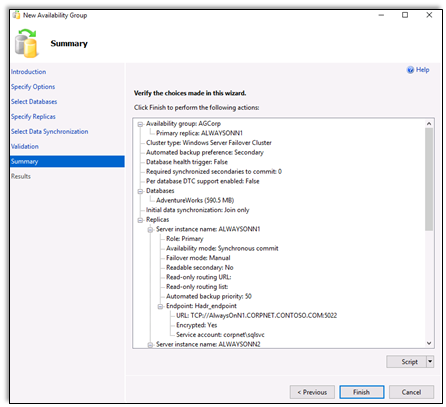 New Availability Group
Summary
Introduction
Specify Options
Select Databases
Specify Replicas
Select Data Synchronization
Validation
Summary
Results
Help
Verify the choices made in this wizard.
Click Finish to perform the following actions:
Availability group: AGCorp
Primary replica: ALWAYSONN1
Cluster type: Windows Server Failover Cluster
Automated backup preference: Secondary
Database health trigger: False
Required synchronized secondaries to commit: 0
Per database DTC support enabled: False
Databases
AdventureWorks (590.5 MB)
Initial data synchronization: Join only
Replicas
Server instance name: ALWAYSONN1
Role: Primary
Availability mode: Synchronous commit
Failover mode: Manual
Readable secondary: No
Read-only routing URL:
Read-only routing list:
Automated backup priority: 50
Endpoint: Hadr_endpoint
URL: TCP://AlwaysOnN1.CORPNET.CONTOSO.COM:5022
Encrypted: Yes
Service account: corpnet\sqlsvc
Server instance name: ALWAYSONN2
Script
< Previous
Finish
Cancel